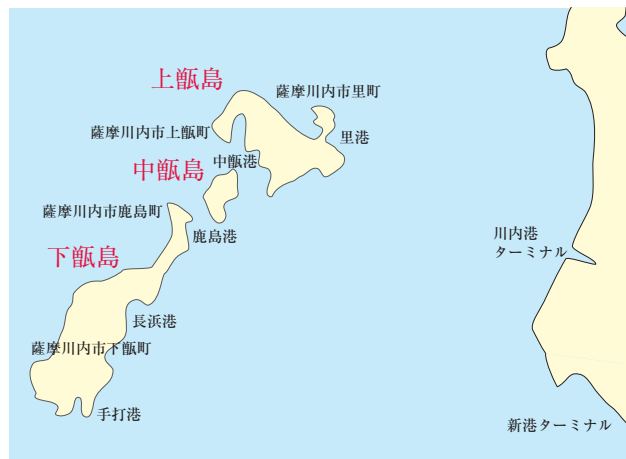 上甑島
薩摩川内市里町
薩摩川内市上甑町
里港
中甑港
中甑島
薩摩川内市鹿島町
鹿島港
川内港
ターミナル
下甑島
長浜港
薩摩川内市下甑町
手打港
新港ターミナル